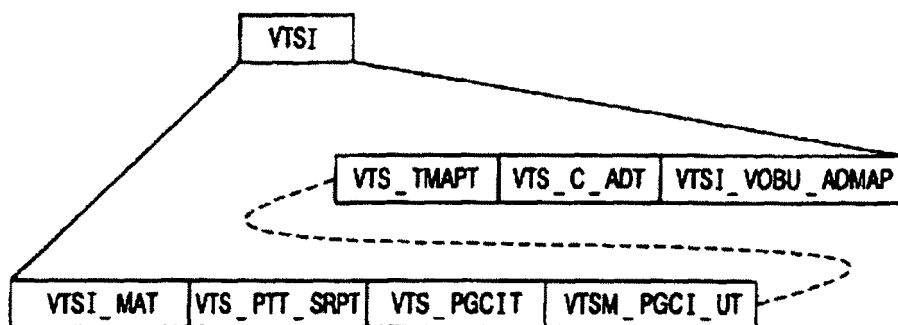 VTSI
VTS_TMAPT VTS_C_ADT VTSI_VOBU_ADMAP
VTSI_MAT VTS_PTT_SRPT VTS_PGCIT VTSM_PGCI_UT